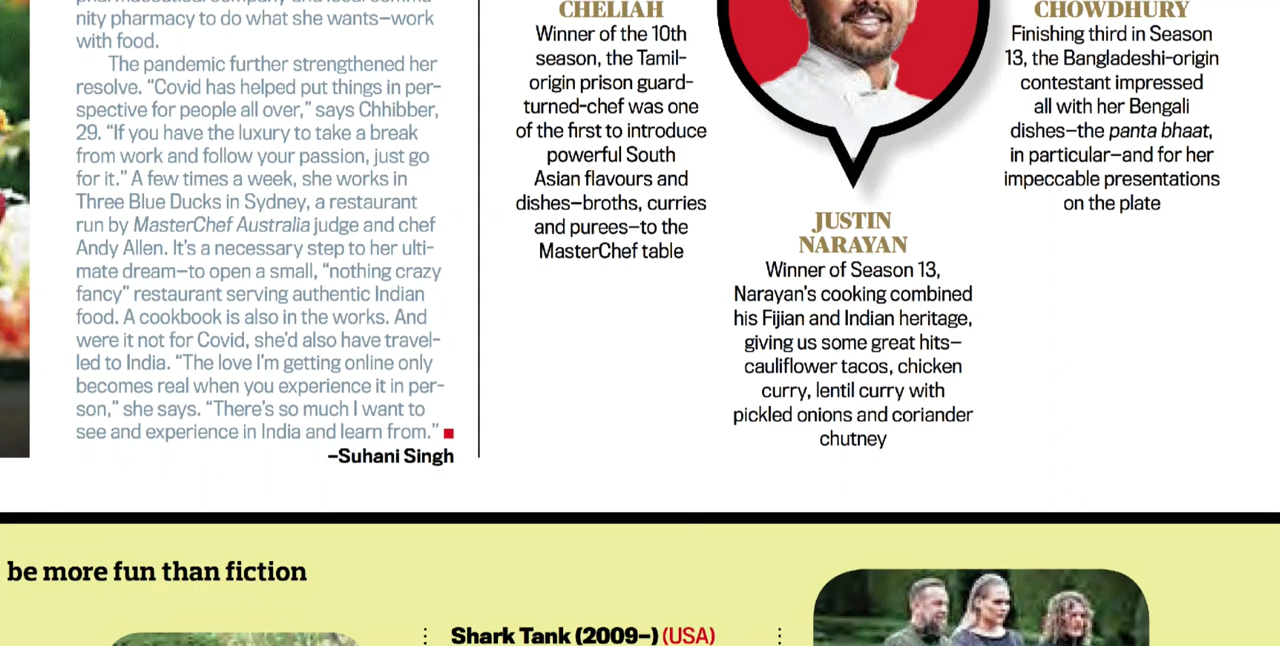 nity pharmacy to do what she wants—work
with food.
The pandemic further strengthened her
resolve. “Covid has helped put things in per-
spective for people all over,” says Chhibber,
29. “If you have the luxury to take a break
from work and follow your passion, just go
for it.” A few times a week, she works in
Three Blue Ducks in Sydney, a restaurant
run by MasterChef Australia judge and chef
Andy Allen. It’s a necessary step to her ulti-
mate dream—to open a small, “nothing crazy
fancy” restaurant serving authentic Indian
food. A cookbook is also in the works. And
were it not for Covid, she’d also have travel-
led to India. “The love I’m getting online only
becomes real when you experience it in per-
son,” she says. “There’s so much I want to
see and experience in India and learn from.”
—Suhani Singh
CHELIAH
Winner of the 10th
season, the Tamil-
origin prison guard-
turned-chef was one
of the first to introduce
powerful South
Asian flavours and
dishes—broths, curries
and purees—to the
MasterChef table
JUSTIN
NARAYAN
Winner of Season 13,
Narayan’s cooking combined
his Fijian and Indian heritage,
giving us some great hits—
cauliflower tacos, chicken
curry, lentil curry with
pickled onions and coriander
chutney
CHOWDHURY
Finishing third in Season
13, the Bangladeshi-origin
contestant impressed
all with her Bengali
dishes—the panta bhaat,
in particular—and for her
impeccable presentations
on the plate
be more fun than fiction
Shark Tank (2009–) (USA)